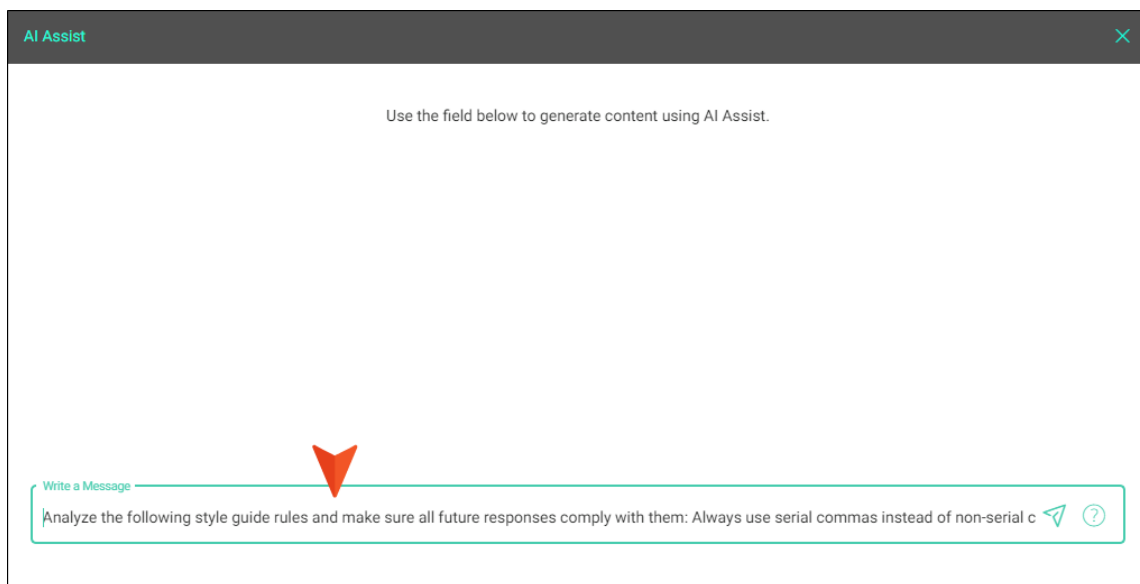 AI Assist
Use the field below to generate content using AI Assist.
Write a Message
Analyze the following style guide rules and make sure all future responses comply with them: Always use serial commas instead of non-serial c
?